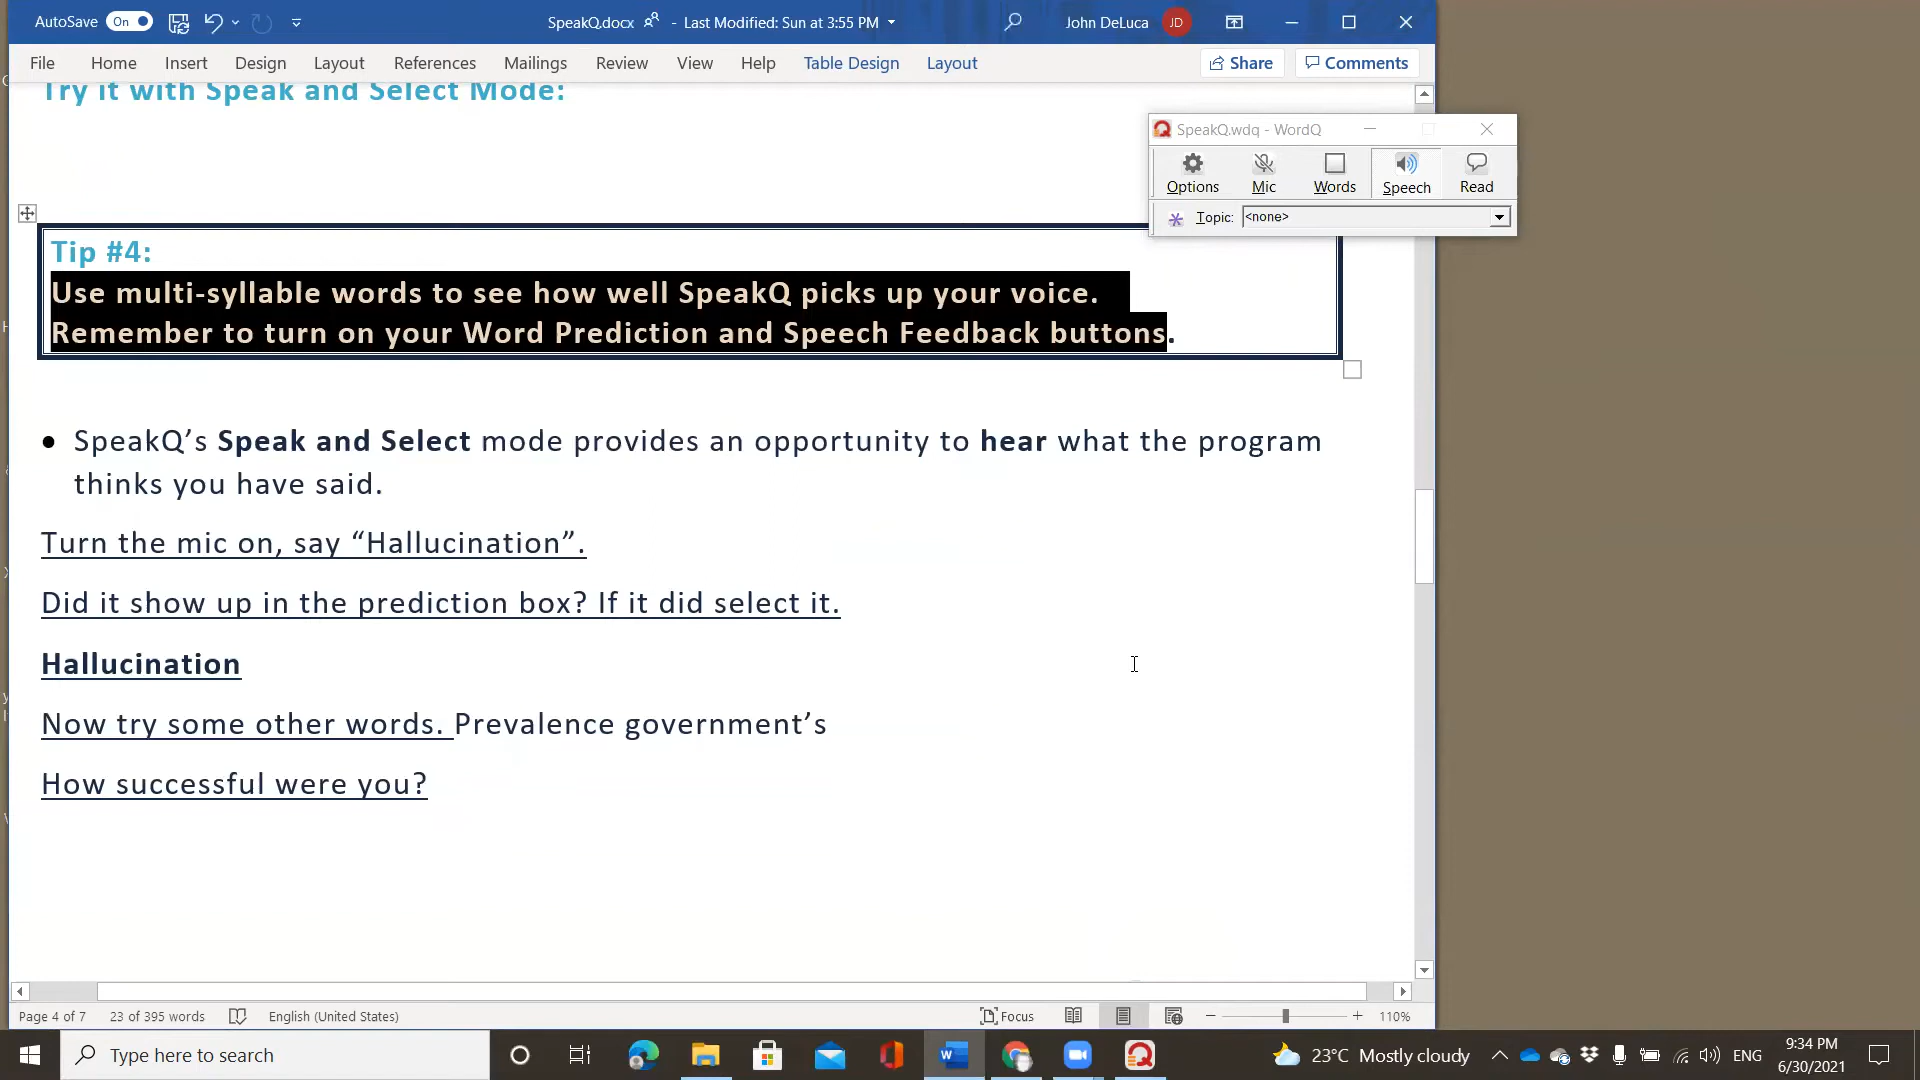 AutoSave On
SpeakQ.docx - Last Modified: Sun at 3:55 PM
John DeLuca JD
File Home Insert Design Layout References Mailings Review View Help Table Design Layout Share Comments
Try it with Speak and Select Mode:
SpeakQ.wdq - WordQ
Options Mic Words Speech Read
Topic: <none>
Tip #4:
Use multi-syllable words to see how well SpeakQ picks up your voice.
Remember to turn on your Word Prediction and Speech Feedback buttons.
• SpeakQ’s Speak and Select mode provides an opportunity to hear what the program
thinks you have said.
Turn the mic on, say “Hallucination”.
Did it show up in the prediction box? If it did select it.
Hallucination
Now try some other words. Prevalence government’s
How successful were you?
Page 4 of 7 23 of 395 words English (United States) Focus 110%
Type here to search
23°C Mostly cloudy ENG
9:34 PM
6/30/2021